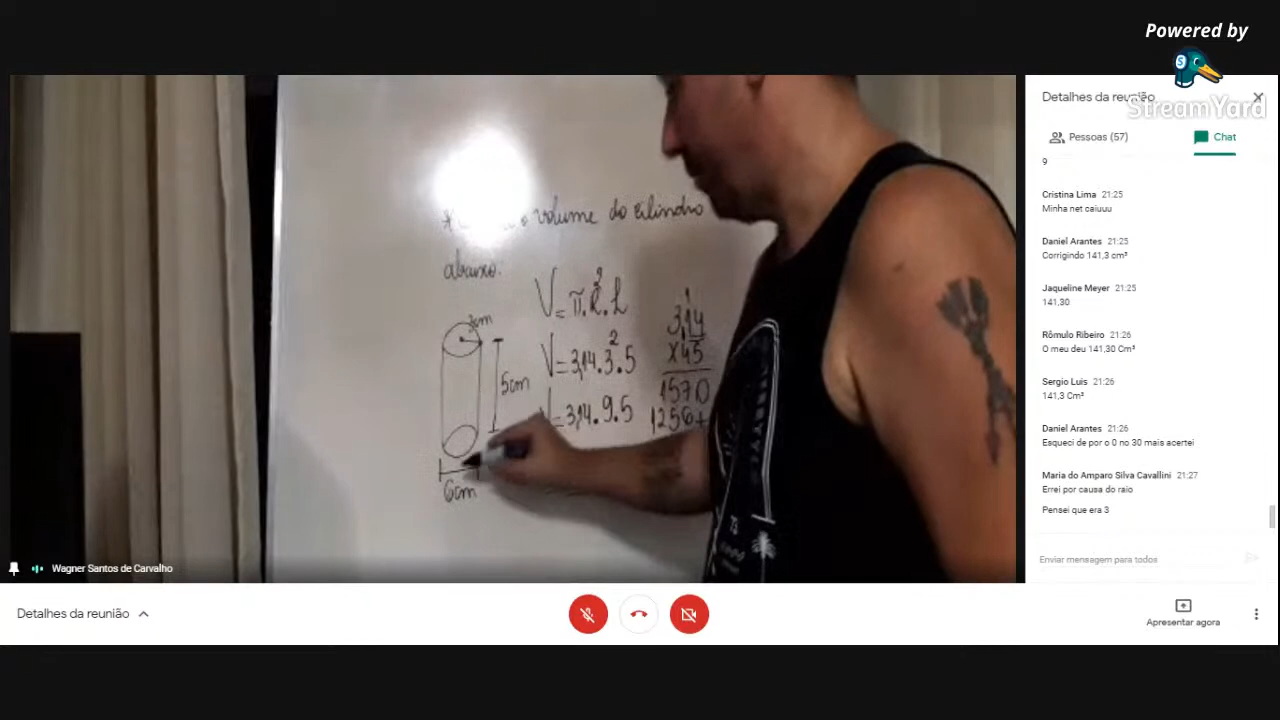 Powered by
StreamYard
Detalhes da reunião
Pessoas (57)
Chat
9
Cristina Lima 21:25
Minha net caiuuu
Daniel Arantes 21:25
Corrigindo 141,3 cm³
Jaqueline Meyer 21:25
141,30
Rômulo Ribeiro 21:26
O meu deu 141,30 Cm³
Sergio Luis 21:26
141,3 Cm³
Daniel Arantes 21:26
Esqueci de por o 0 no 30 mais acertei
Maria do Amparo Silva Cavallini 21:27
Errei por causa do raio
Pensei que era 3
Enviar mensagem para todos
volume do cilindro
abaixo:
V=π.R².h
3cm
5cm
6cm
V=3,14.3².5
V=3,14.9.5
1
3,14
x45
1570
1256+
Wagner Santos de Carvalho
Detalhes da reunião
Apresentar agora